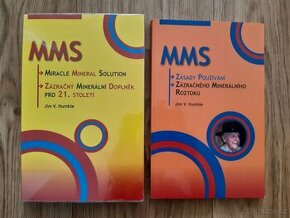 MMS
Miracle Mineral Solution
Zázračný Minerální Doplněk
pro 21. století
Jim V. Humble
MMS
Zásady Používání
Zázračného Minerálního
Roztoku
Jim V. Humble